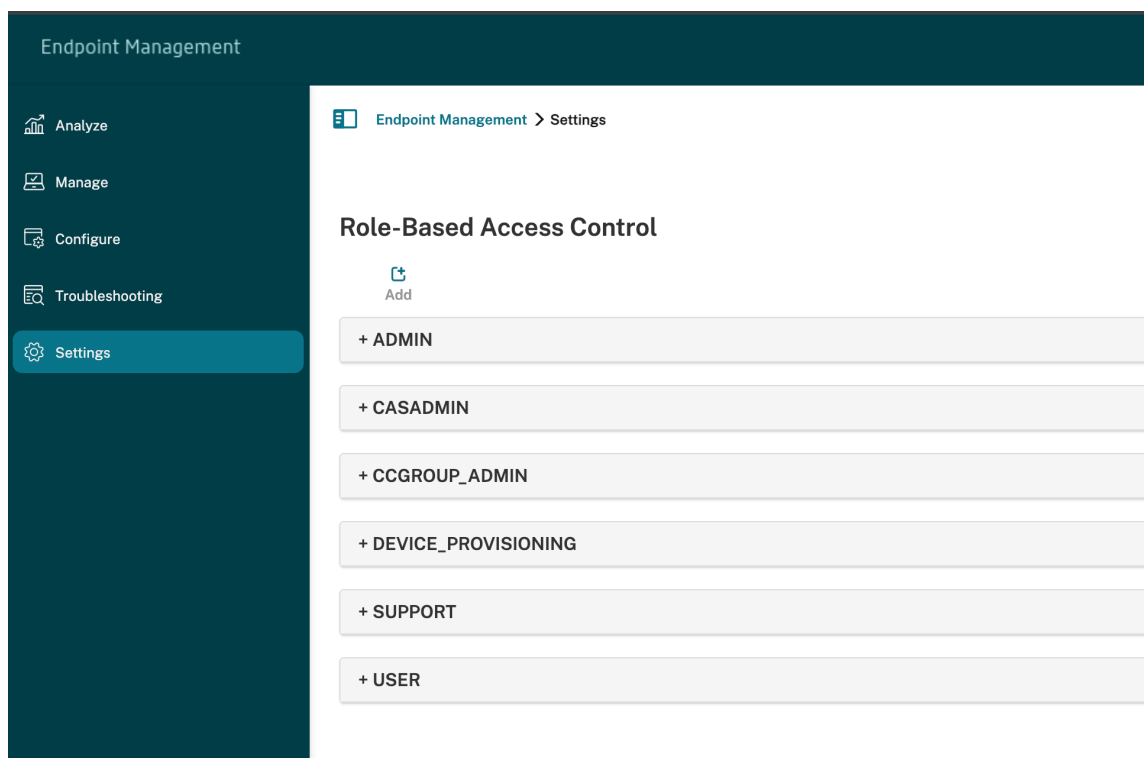 Endpoint Management
Analyze
Manage
Configure
Troubleshooting
Settings
Endpoint Management > Settings
Role-Based Access Control
Add
+ ADMIN
+ CASADMIN
+ CCGROUP_ADMIN
+ DEVICE_PROVISIONING
+ SUPPORT
+ USER